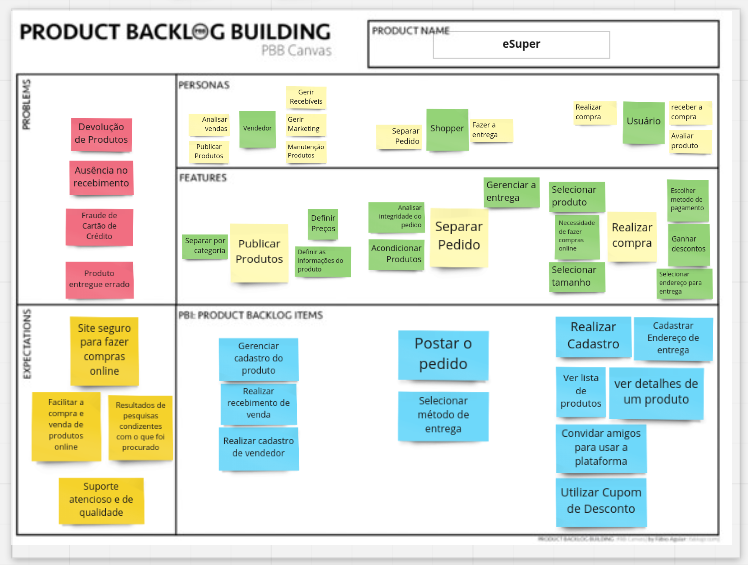 PRODUCT BACKLOG BUILDING
PBB Canvas
PRODUCT NAME
eSuper
PROBLEMS
Devolução
de Produtos
Ausência no
recebimento
Fraude de
Cartão de
Crédito
Produto
entregue errado
PERSONAS
Analisar
vendas
Publicar
Produtos
Vendedor
Gerir
Recebíveis
Gerir
Marketing
Manutenção
Produtos
Separar
Pedido
Shopper
Fazer a
entrega
Realizar
compra
Usuário
receber a
compra
Avaliar
produto
FEATURES
Separar por
categoria
Publicar
Produtos
Definir
Preços
Definir as
informações do
produto
Analisar
integridade do
pedido
Acondicionar
Produtos
Separar
Pedido
Gerenciar a
entrega
Selecionar
produto
Necessidade
de fazer
compras
online
Selecionar
tamanho
Realizar
compra
Escolher
metodo de
pagamento
Ganhar
descontos
Selecionar
endereço para
entrega
EXPECTATIONS
Site seguro
para fazer
compras
online
Facilitar a
compra e
venda de
produtos
online
Resultados de
pesquisas
condizentes
com o que foi
procurado
Suporte
atencioso e de
qualidade
PBI: PRODUCT BACKLOG ITEMS
Gerenciar
cadastro do
produto
Realizar
recebimento de
venda
Realizar cadastro
de vendedor
Postar o
pedido
Selecionar
método de
entrega
Realizar
Cadastro
Cadastrar
Endereço de
entrega
Ver lista
de
produtos
ver detalhes de
um produto
Convidar amigos
para usar a
plataforma
Utilizar Cupom
de Desconto
PRODUCT BACKLOG BUILDING